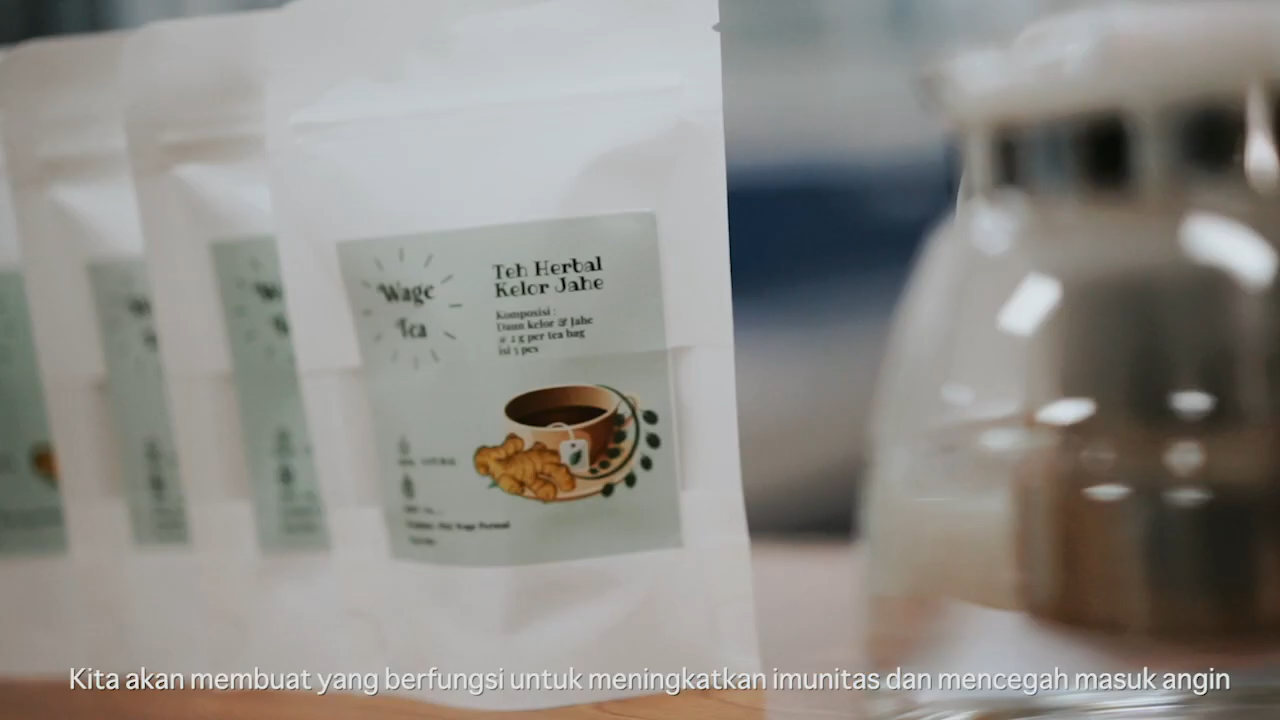 Wage
Tea
Teh Herbal
Kelor Jahe
Komposisi :
Daun kelor & Jahe
@ 2 g per tea bag
isi 5 pcs
Kita akan membuat yang berfungsi untuk meningkatkan imunitas dan mencegah masuk angin